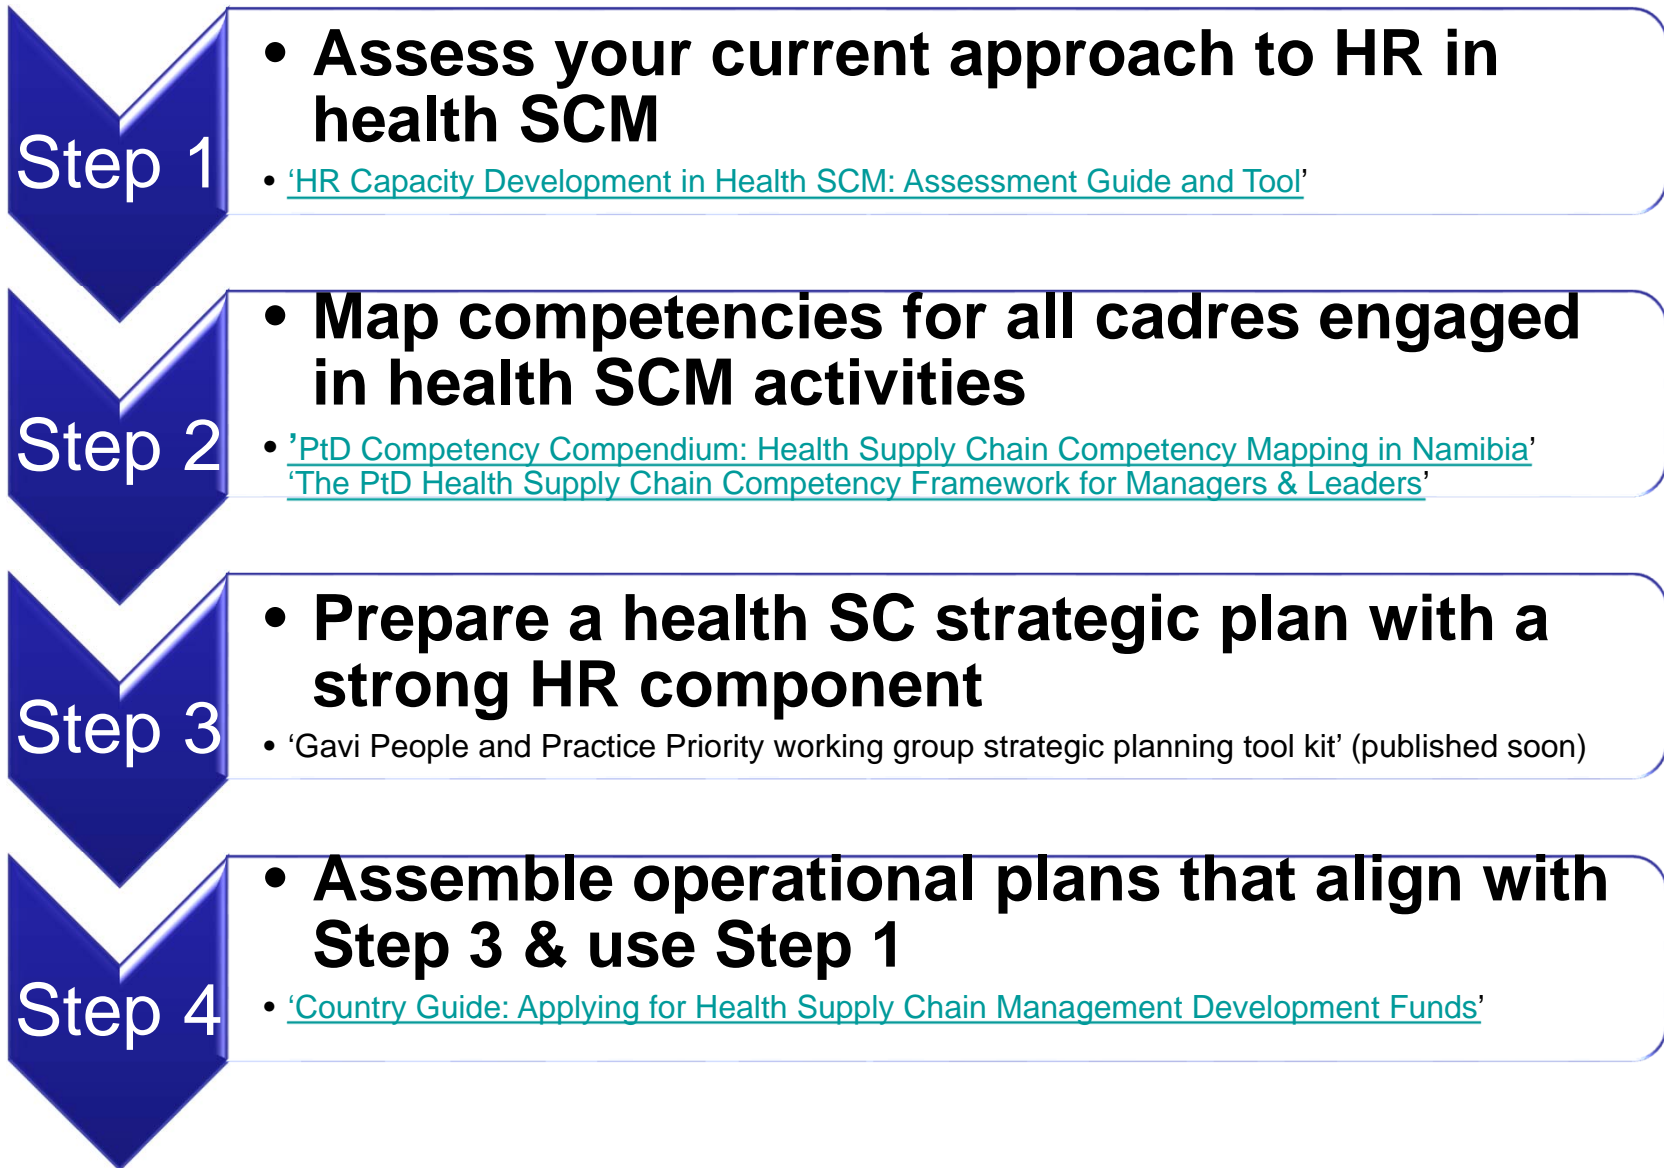 Step 1
• Assess your current approach to HR in
health SCM
• ‘HR Capacity Development in Health SCM: Assessment Guide and Tool’
Step 2
• Map competencies for all cadres engaged
in health SCM activities
• ’PtD Competency Compendium: Health Supply Chain Competency Mapping in Namibia’
‘The PtD Health Supply Chain Competency Framework for Managers & Leaders’
Step 3
• Prepare a health SC strategic plan with a
strong HR component
• ‘Gavi People and Practice Priority working group strategic planning tool kit’ (published soon)
Step 4
• Assemble operational plans that align with
Step 3 & use Step 1
• ‘Country Guide: Applying for Health Supply Chain Management Development Funds’